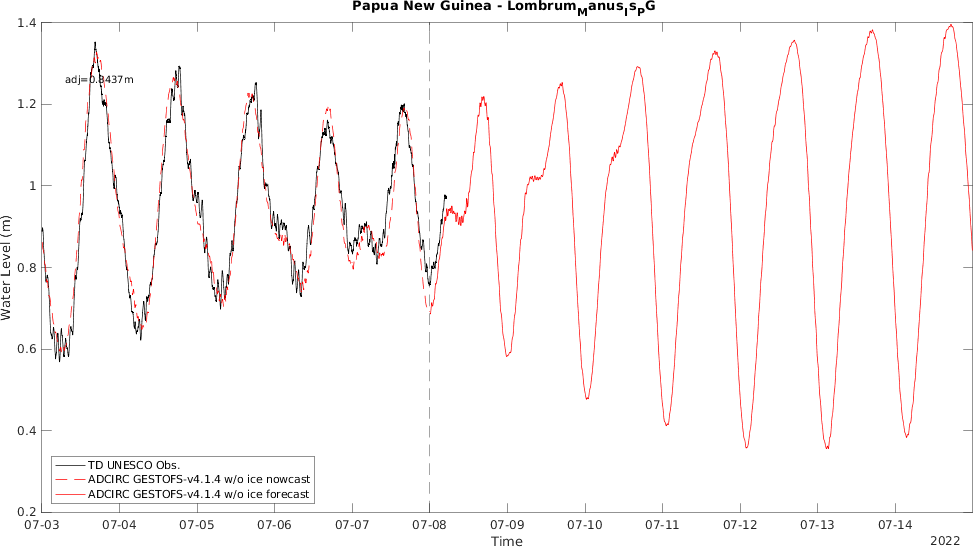 Papua New Guinea - Lombrum_Manus_Is_PG
1.4
adj=0.8437m
1.2
1
0.8
0.6
0.4
0.2
Water Level (m)
TD UNESCO Obs.
ADCIRC GESTOFS-v4.1.4 w/o ice nowcast
ADCIRC GESTOFS-v4.1.4 w/o ice forecast
07-03 07-04 07-05 07-06 07-07 07-08 07-09 07-10 07-11 07-12 07-13 07-14
Time
2022